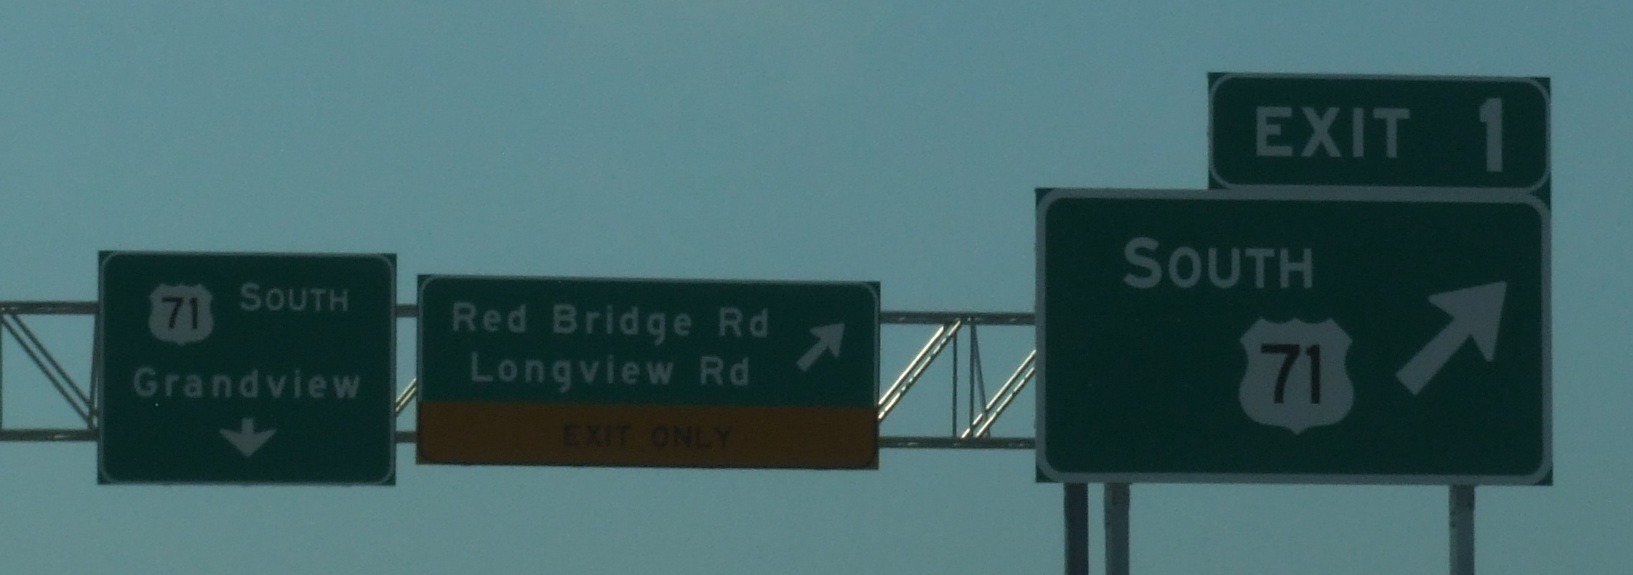 71 SOUTH
Grandview
Red Bridge Rd
Longview Rd
EXIT ONLY
EXIT 1
SOUTH
71